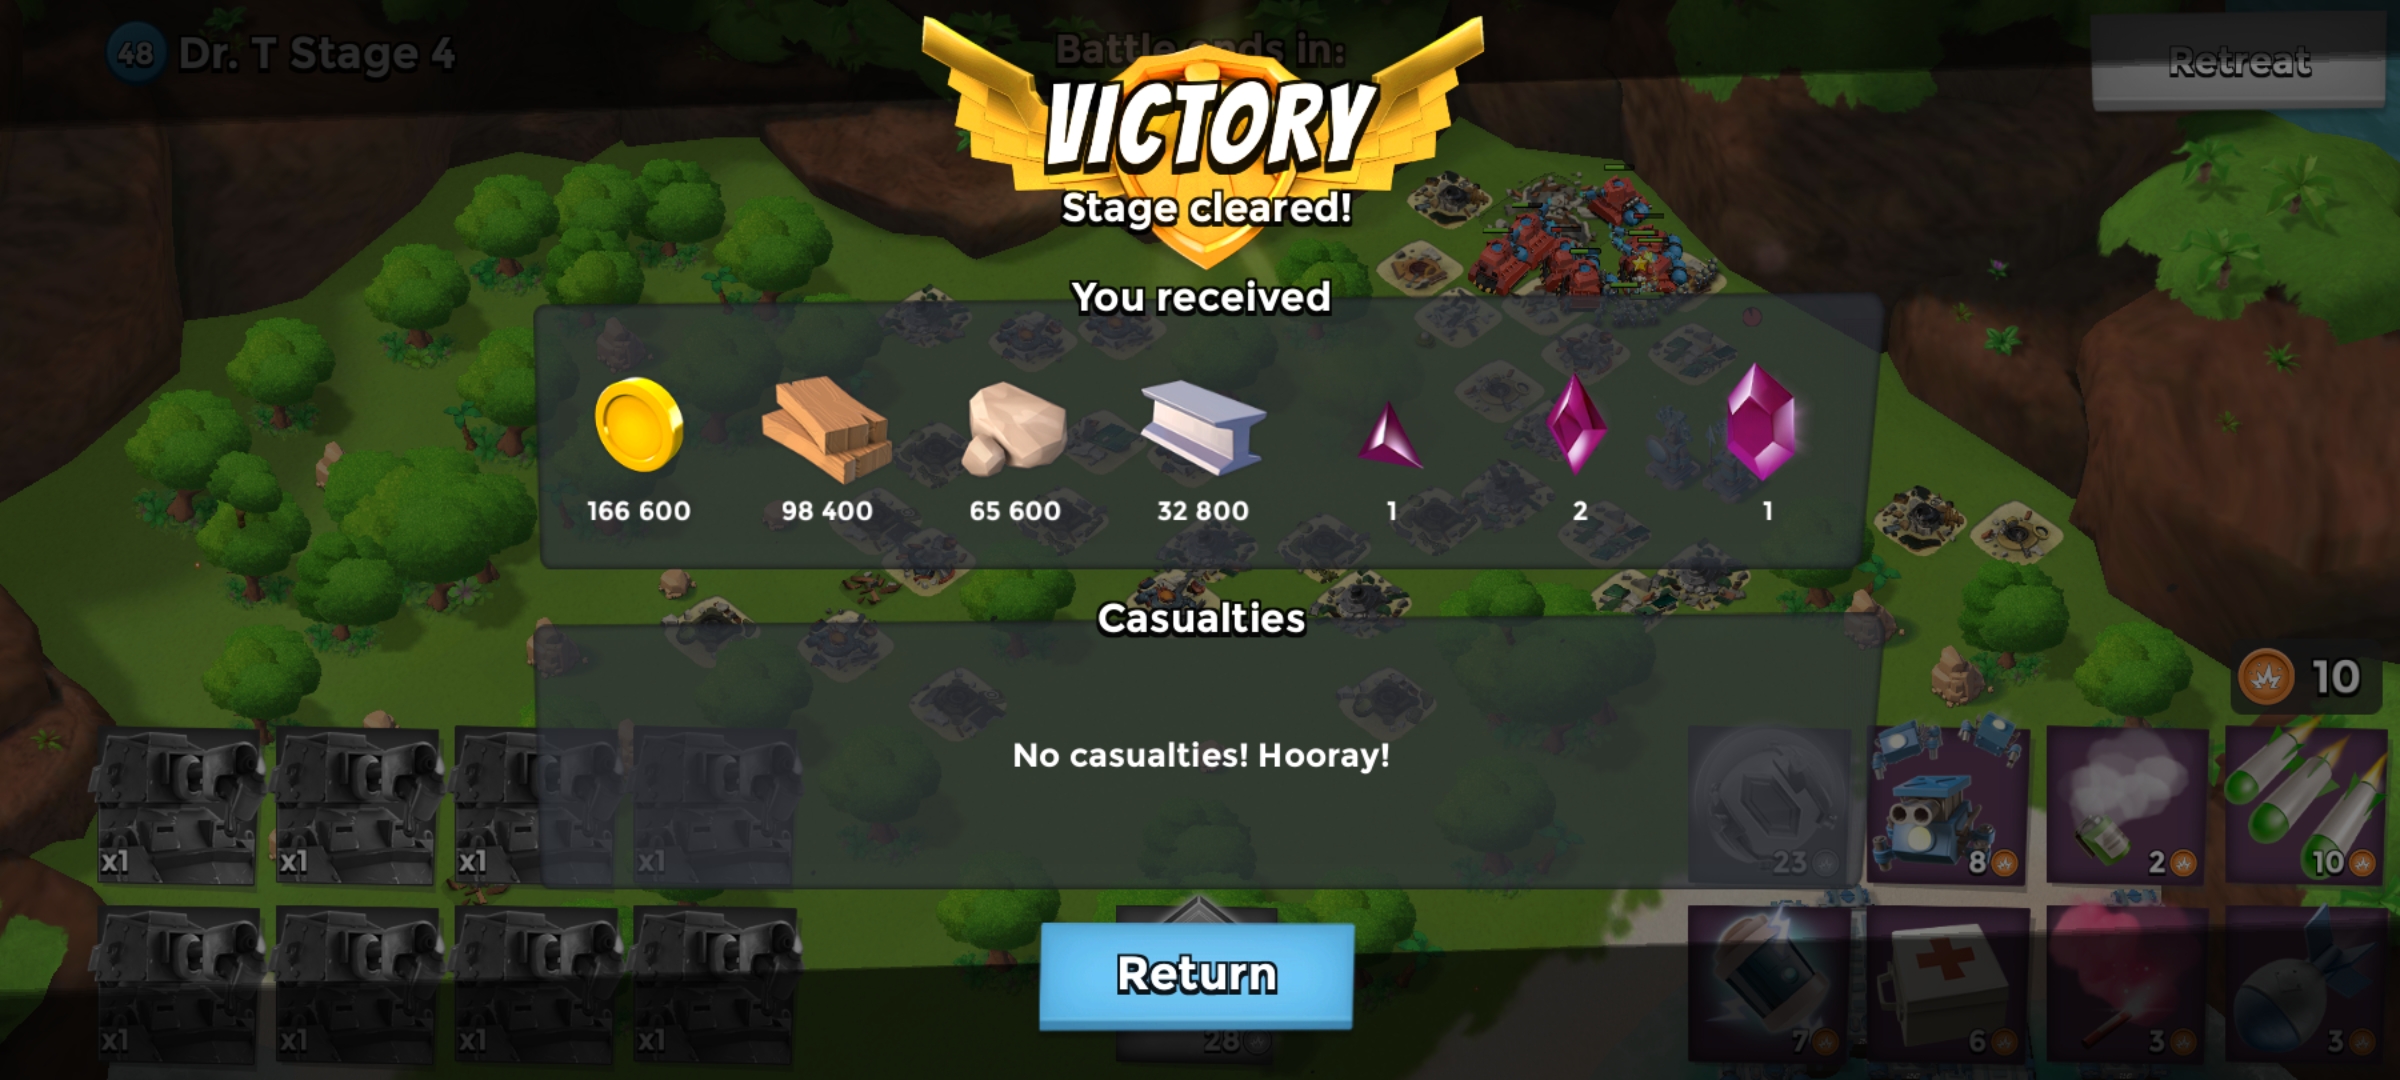 48 Dr. T Stage 4
Battle ends in:
Retreat
VICTORY
Stage cleared!
You received
166 600
98 400
65 600
32 800
1
2
1
Casualties
No casualties! Hooray!
10
x1
x1
x1
x1
23
8
2
10
x1
x1
x1
x1
Return
28
7
6
3
3